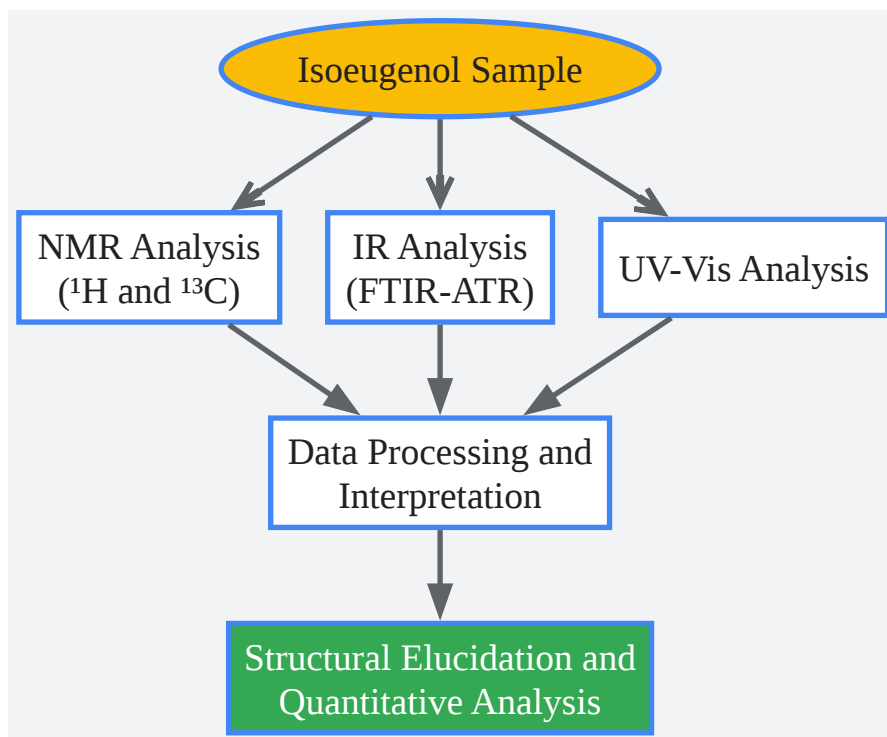 Isoeugenol Sample
NMR Analysis
(¹H and ¹³C)
IR Analysis
(FTIR-ATR)
UV-Vis Analysis
Data Processing and
Interpretation
Structural Elucidation and
Quantitative Analysis